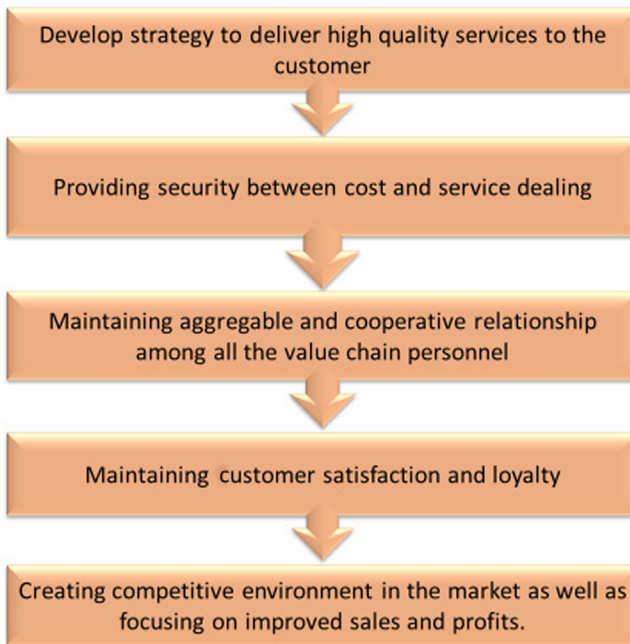 Develop strategy to deliver high quality services to the
customer
Providing security between cost and service dealing
Maintaining aggregable and cooperative relationship
among all the value chain personnel
Maintaining customer satisfaction and loyalty
Creating competitive environment in the market as well as
focusing on improved sales and profits.